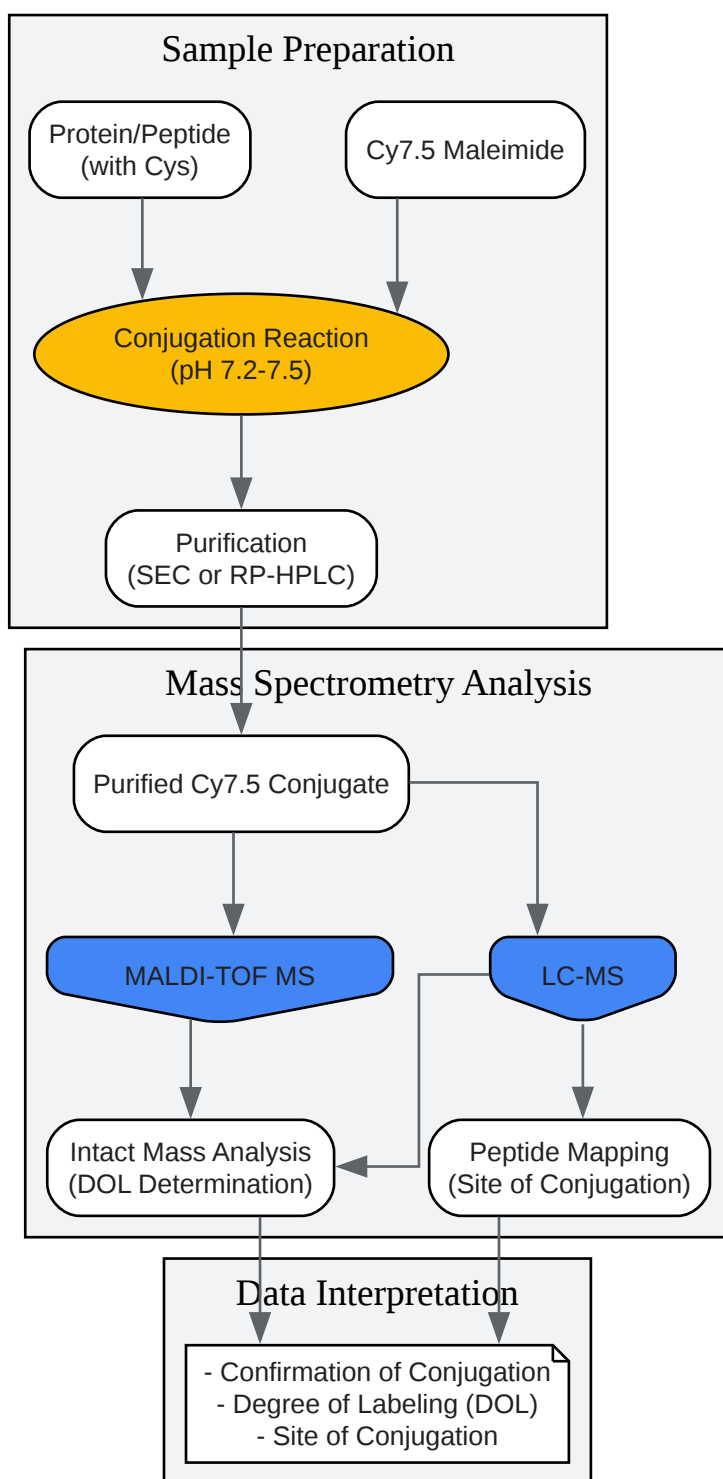 Sample Preparation
Protein/Peptide
(with Cys)
Cy7.5 Maleimide
Conjugation Reaction
(pH 7.2-7.5)
Purification
(SEC or RP-HPLC)
Mass Spectrometry Analysis
Purified Cy7.5 Conjugate
MALDI-TOF MS
LC-MS
Intact Mass Analysis
(DOL Determination)
Peptide Mapping
(Site of Conjugation)
Data Interpretation
- Confirmation of Conjugation
- Degree of Labeling (DOL)
- Site of Conjugation